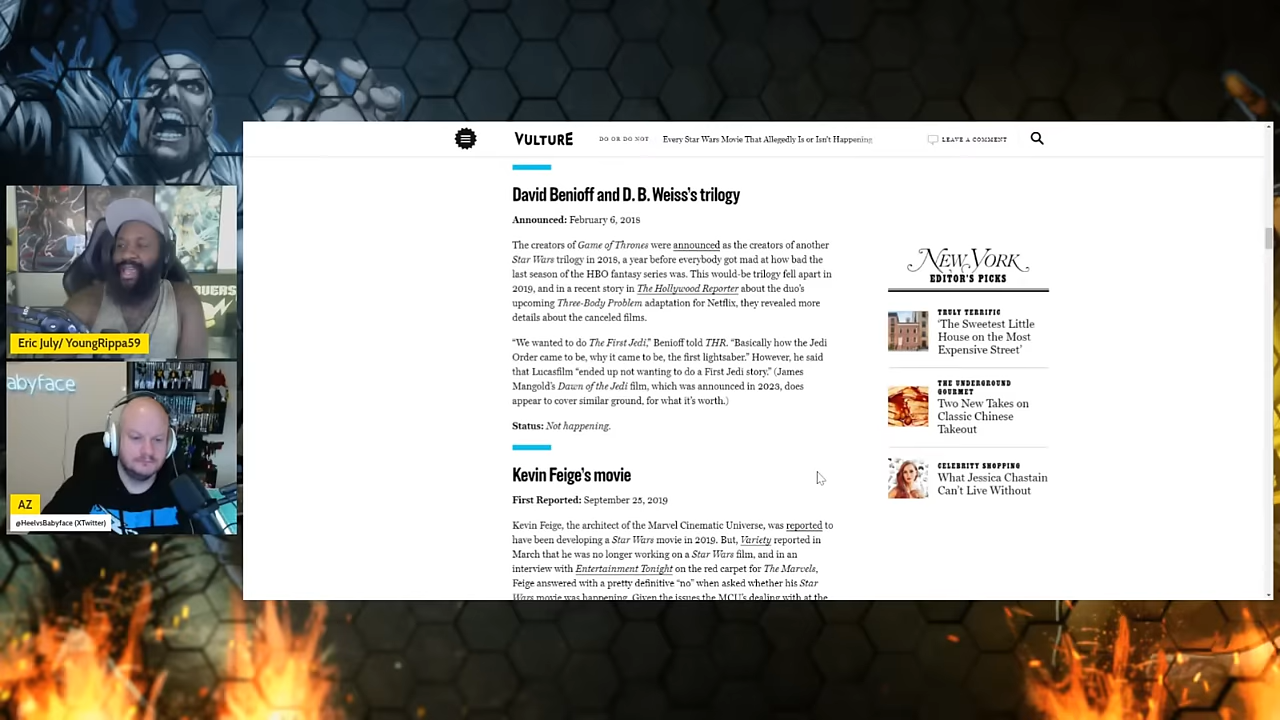 VULTURE
DO OR DO NOT
Every Star Wars Movie That Allegedly Is or Isn't Happening
LEAVE A COMMENT
David Benioff and D. B. Weiss's trilogy
Announced: February 6, 2018
The creators of Game of Thrones were announced as the creators of another
Star Wars trilogy in 2018, a year before everybody got mad at how bad the
last season of the HBO fantasy series was. This would-be trilogy fell apart in
2019, and in a recent story in The Hollywood Reporter about the duo's
upcoming Three-Body Problem adaptation for Netflix, they revealed more
details about the canceled films.
"We wanted to do The First Jedi," Benioff told THR. "Basically how the Jedi
Order came to be, why it came to be, the first lightsaber." However, he said
that Lucasfilm "ended up not wanting to do a First Jedi story." (James
Mangold's Dawn of the Jedi film, which was announced in 2023, does
appear to cover similar ground, for what it's worth.)
Status: Not happening.
Kevin Feige's movie
First Reported: September 25, 2019
Kevin Feige, the architect of the Marvel Cinematic Universe, was reported to
have been developing a Star Wars movie in 2019. But, Variety reported in
March that he was no longer working on a Star Wars film, and in an
interview with Entertainment Tonight on the red carpet for The Marvels,
Feige answered with a pretty definitive "no" when asked whether his Star
Wars movie was happening. Given the issues the MCU's dealing with at the
NEW YORK
EDITOR'S PICKS
TRULY TERRIFIC
'The Sweetest Little
House on the Most
Expensive Street'
THE UNDERGROUND
GOURMET
Two New Takes on
Classic Chinese
Takeout
CELEBRITY SHOPPING
What Jessica Chastain
Can't Live Without
Eric July/ YoungRippa59
abyface
AZ
@HeelvsBabyface (XTwitter)